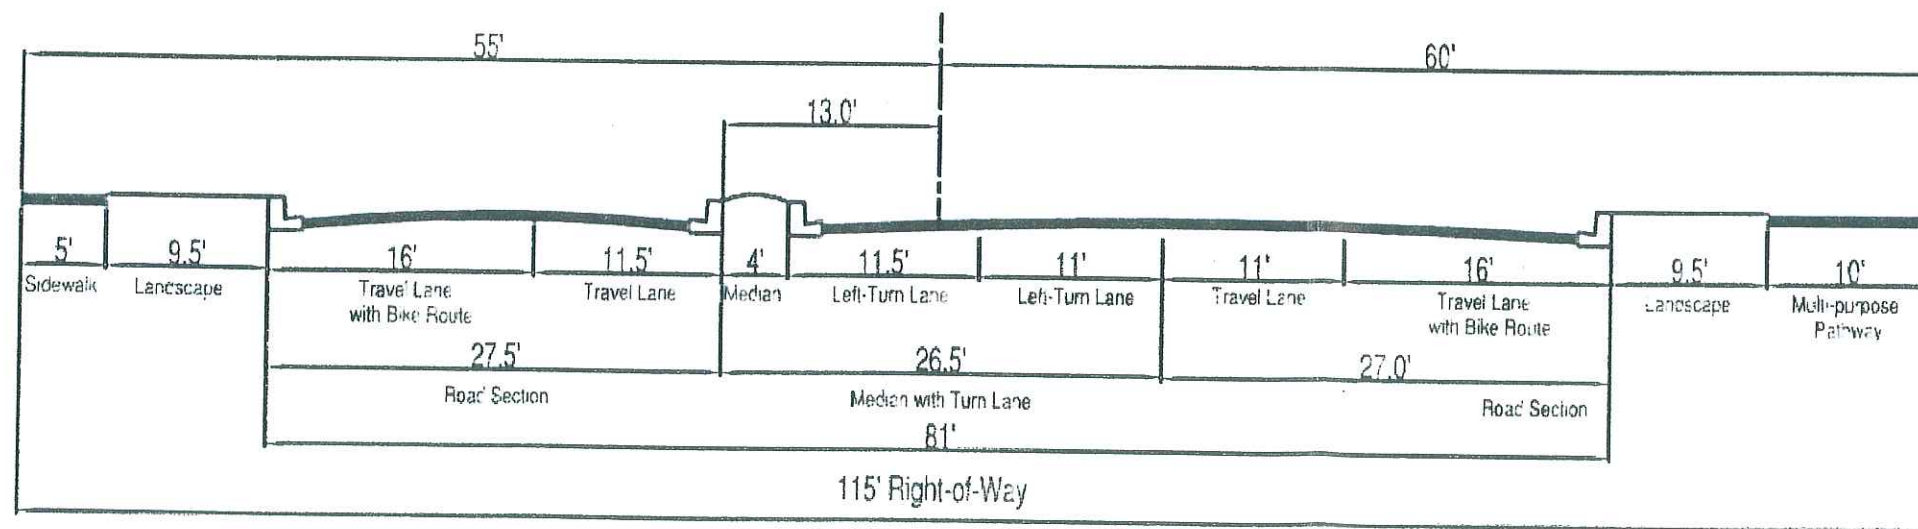 55'
60'
13.0'
5'
9.5'
16'
11.5'
4'
11.5'
11'
11'
16'
9.5'
10'
Sidewalk
Landscape
Travel Lane
with Bike Route
Travel Lane
Median
Left-Turn Lane
Left-Turn Lane
Travel Lane
Travel Lane
with Bike Route
Landscape
Multi-purpose
Pathway
27.5'
26.5'
27.0'
Road Section
Median with Turn Lane
Road Section
81'
115' Right-of-Way